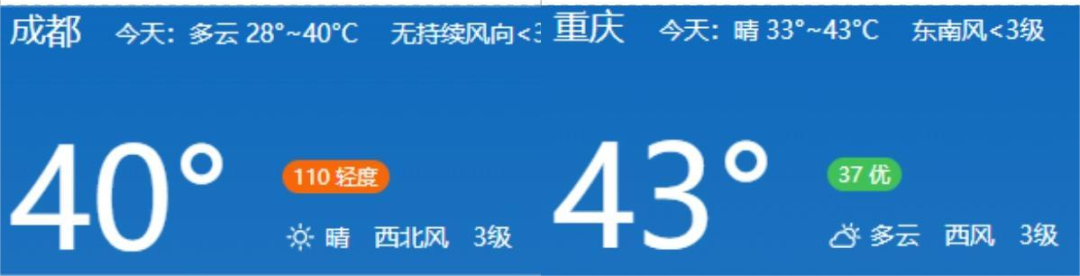 成都 今天：多云 28°~40°C 无持续风向<3
40°
110 轻度
晴 西北风 3级
重庆 今天：晴 33°~43°C 东南风<3级
43°
37 优
多云 西风 3级